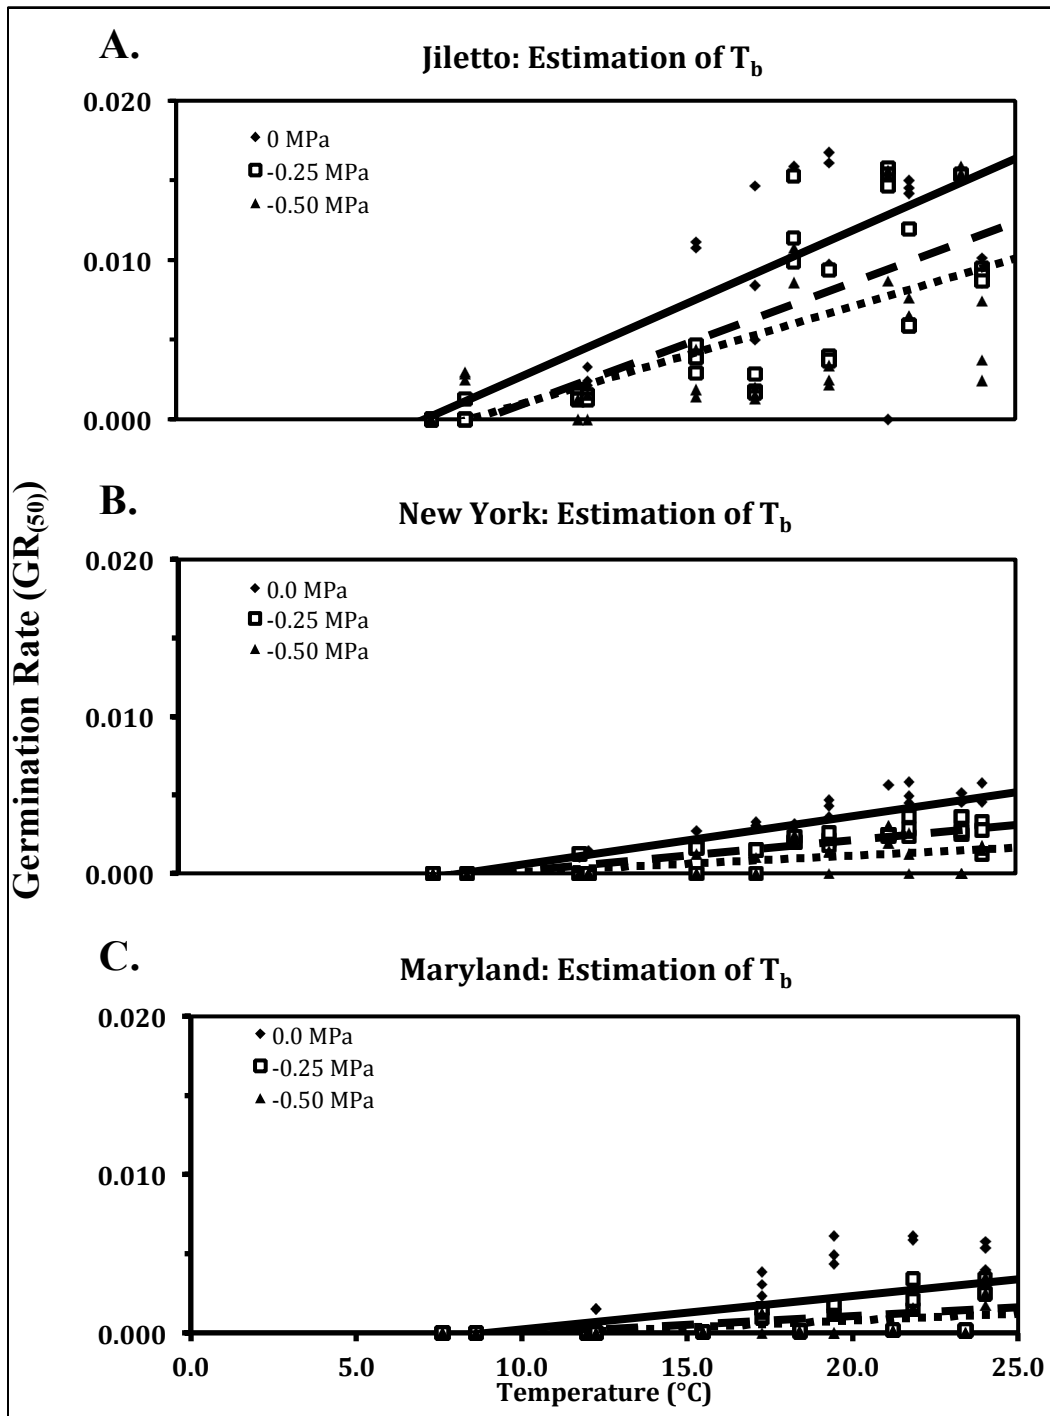 A.
Jiletto: Estimation of Tb
0.020
0.010
0.000
0 MPa
-0.25 MPa
-0.50 MPa
Germination Rate (GR(50))
B.
New York: Estimation of Tb
0.020
0.010
0.000
0.0 MPa
-0.25 MPa
-0.50 MPa
C.
Maryland: Estimation of Tb
0.020
0.010
0.000
0.0 MPa
-0.25 MPa
-0.50 MPa
0.0 5.0 10.0 15.0 20.0 25.0
Temperature (°C)